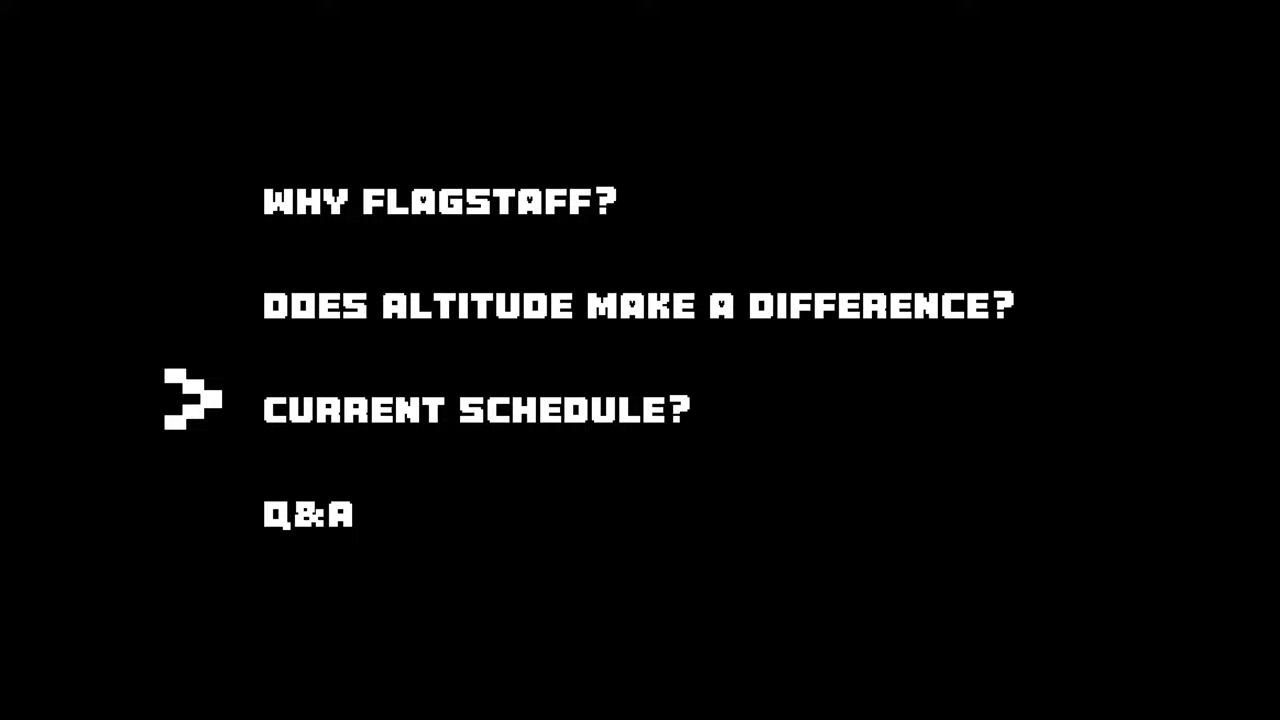 WHY FLAGSTAFF?
DOES ALTITUDE MAKE A DIFFERENCE?
> CURRENT SCHEDULE?
Q&A